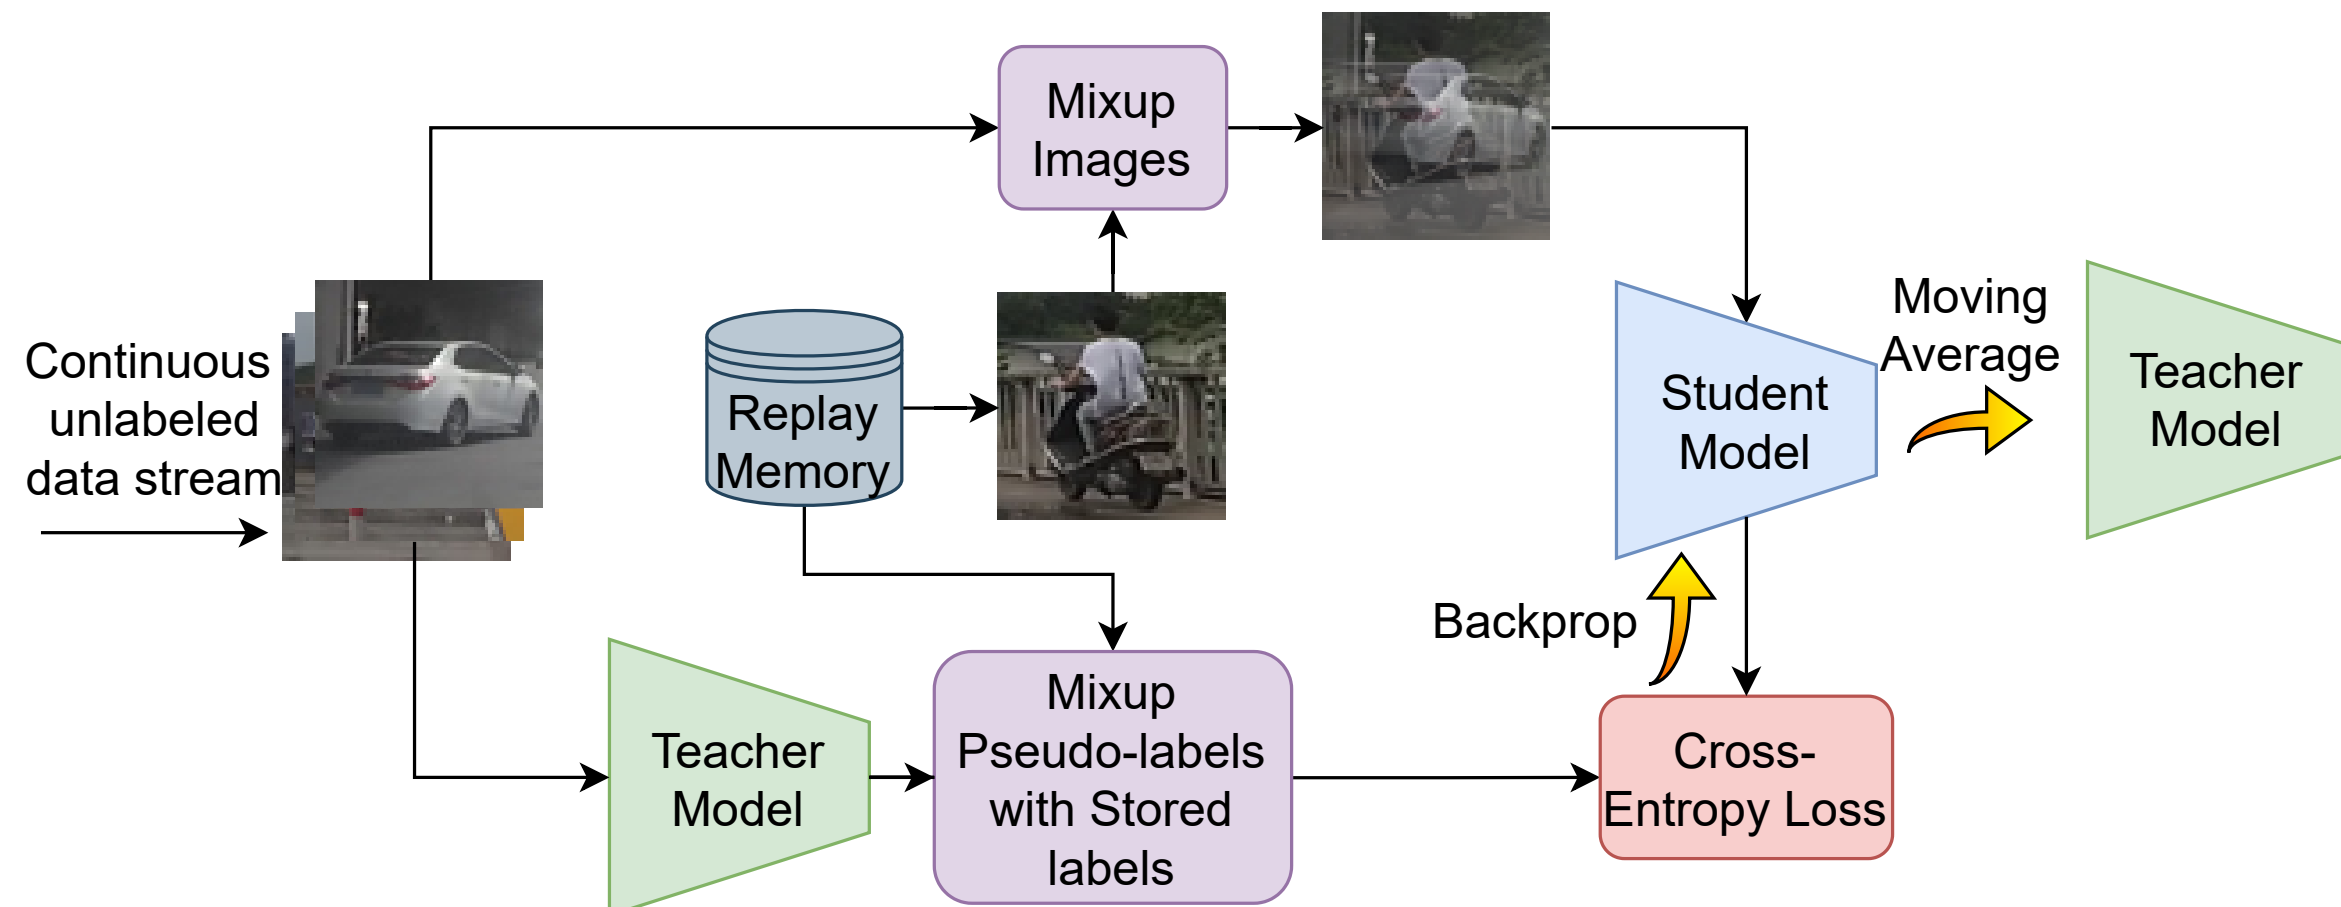 Continuous
unlabeled
data stream
Mixup
Images
Replay
Memory
Teacher
Model
Mixup
Pseudo-labels
with Stored
labels
Student
Model
Moving
Average
Teacher
Model
Backprop
Cross-
Entropy Loss